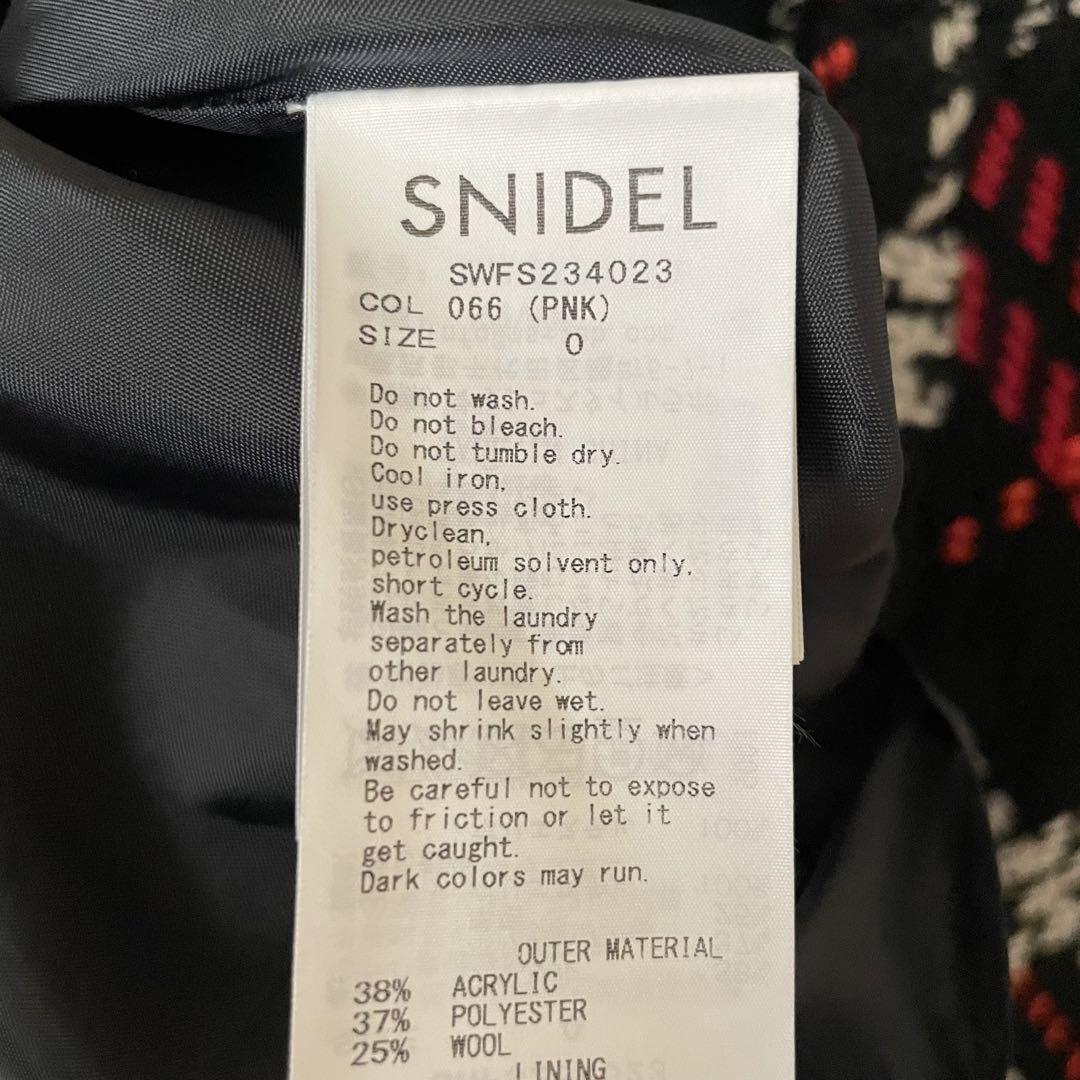 SNIDEL
SWFS234023
COL 066 (PNK)
SIZE 0
Do not wash.
Do not bleach.
Do not tumble dry.
Cool iron,
use press cloth.
Dryclean,
petroleum solvent only,
short cycle.
Wash the laundry
separately from
other laundry.
Do not leave wet.
May shrink slightly when
washed.
Be careful not to expose
to friction or let it
get caught.
Dark colors may run.
OUTER MATERIAL
38% ACRYLIC
37% POLYESTER
25% WOOL
LINING